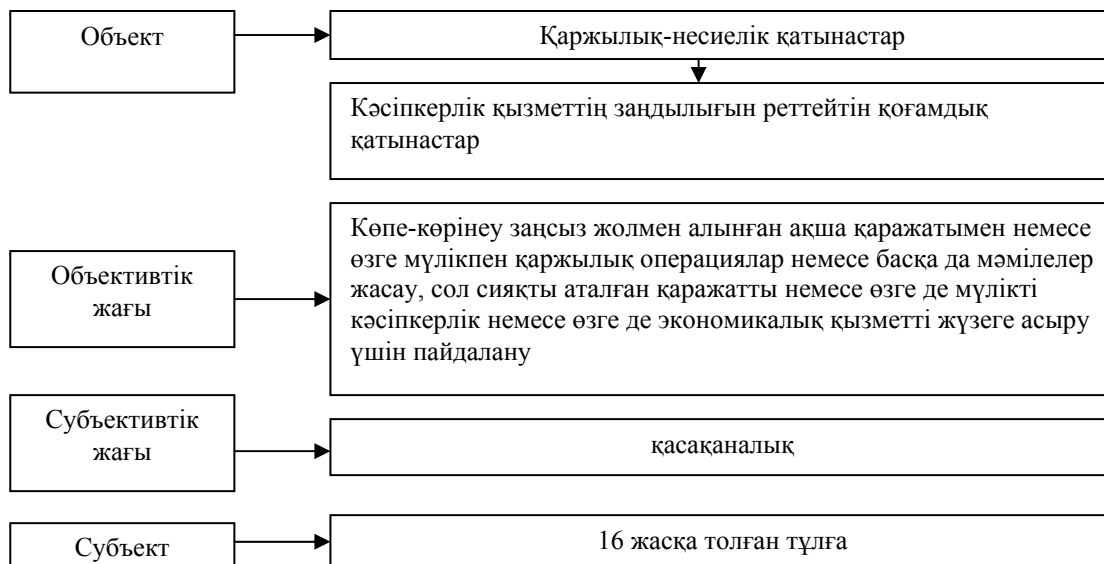 Объект
Қаржылық-несиелік қатынастар
Кәсіпкерлік қызметтің заңдылығын реттейтін қоғамдық
қатынастар
Объективтік
жағы
Көпе-көрінеу заңсыз жолмен алынған ақша қаражатымен немесе
өзге мүлікпен қаржылық операциялар немесе басқа да мәмілелер
жасау, сол сияқты аталған қаражатты немесе өзге де мүлікті
кәсіпкерлік немесе өзге де экономикалық қызметті жүзеге асыру
үшін пайдалану
Субъективтік
жағы
қасақаналық
Субъект
16 жасқа толған тұлға